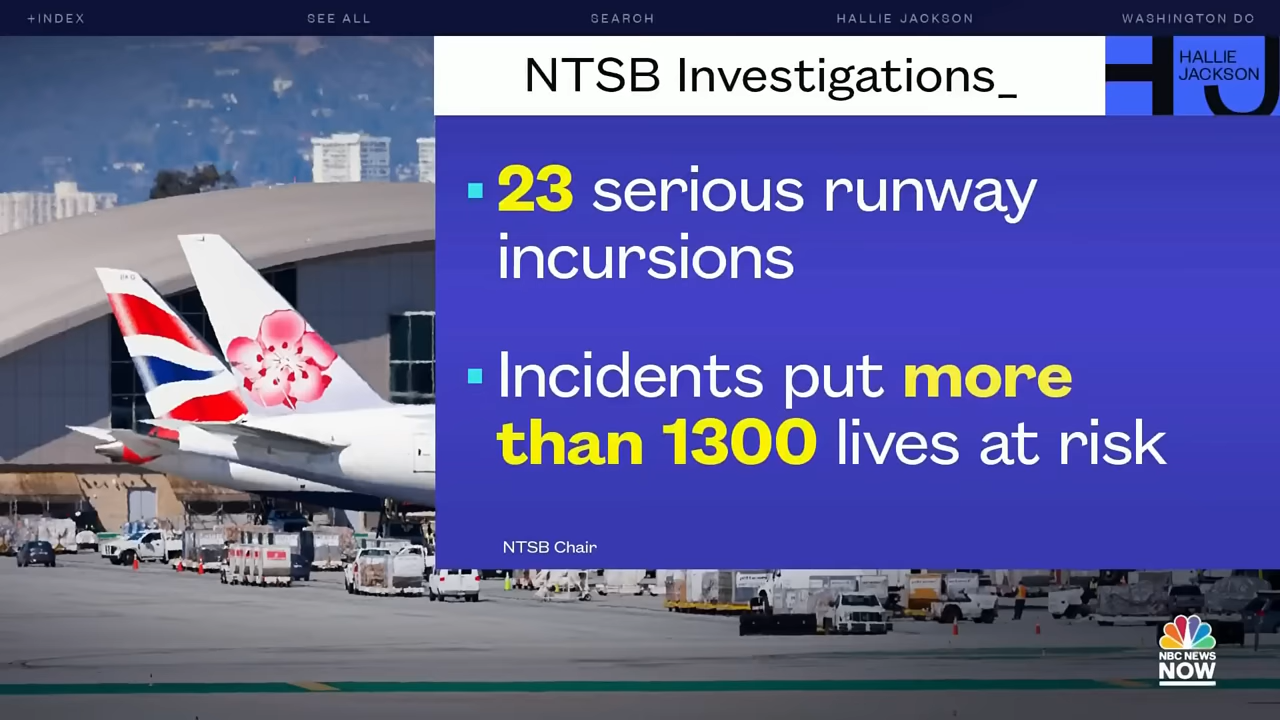 +INDEX
SEE ALL
SEARCH
HALLIE JACKSON
WASHINGTON DC
NTSB Investigations_
HALLIE
JACKSON
23 serious runway
incursions
Incidents put more
than 1300 lives at risk
NTSB Chair
NBC NEWS
NOW